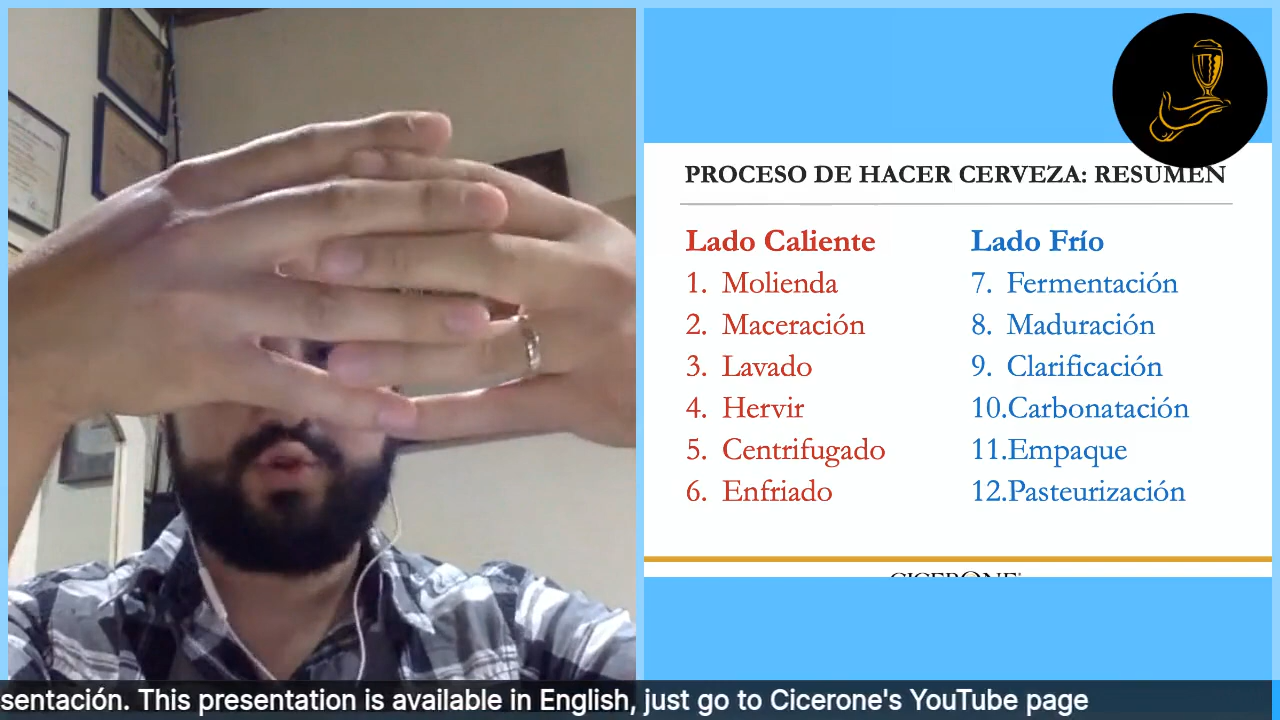 PROCESO DE HACER CERVEZA: RESUMEN
Lado Caliente
1. Molienda
2. Maceración
3. Lavado
4. Hervir
5. Centrifugado
6. Enfriado
Lado Frío
7. Fermentación
8. Maduración
9. Clarificación
10.Carbonatación
11.Empaque
12.Pasteurización
CICERONE®
sentación. This presentation is available in English, just go to Cicerone's YouTube page